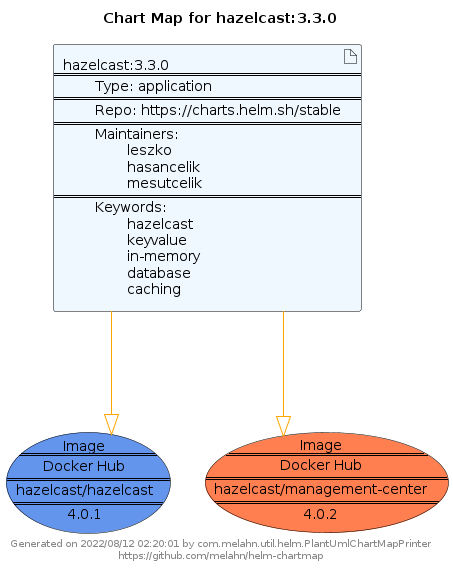 Chart Map for hazelcast:3.3.0
hazelcast:3.3.0
Type: application
Repo: https://charts.helm.sh/stable
Maintainers:
leszko
hasancelik
mesutcelik
Keywords:
hazelcast
keyvalue
in-memory
database
caching
Image
Docker Hub
hazelcast/hazelcast
4.0.1
Image
Docker Hub
hazelcast/management-center
4.0.2
Generated on 2022/08/12 02:20:01 by com.melahn.util.helm.PlantUmlChartMapPrinter
https://github.com/melahn/helm-chartmap